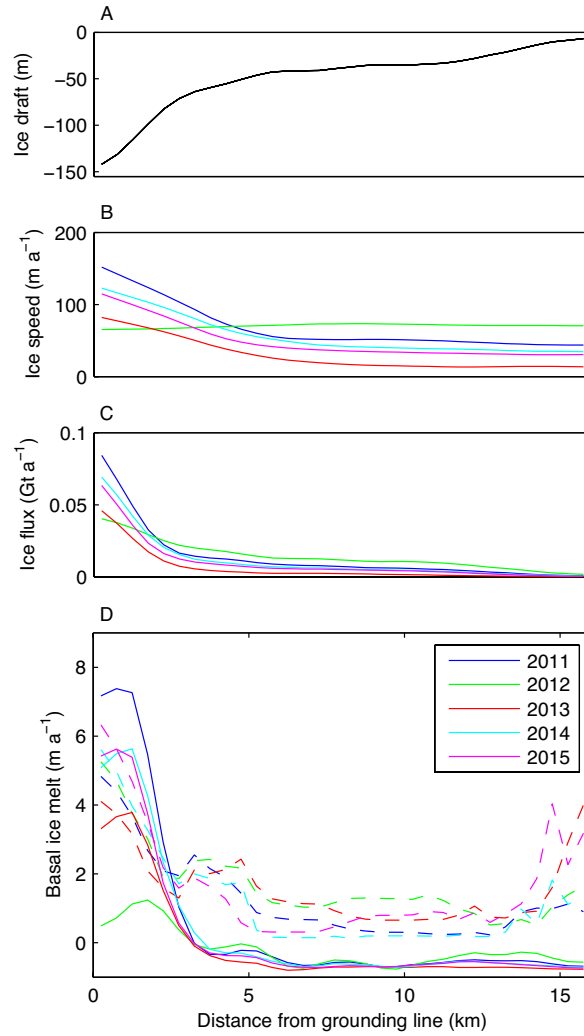 A
Ice draft (m)
0
−50
−100
−150
B
Ice speed (m a⁻¹)
200
100
0
C
Ice flux (Gt a⁻¹)
0.1
0.05
0
D
Basal ice melt (m a⁻¹)
8
6
4
2
0
2011
2012
2013
2014
2015
0 5 10 15
Distance from grounding line (km)